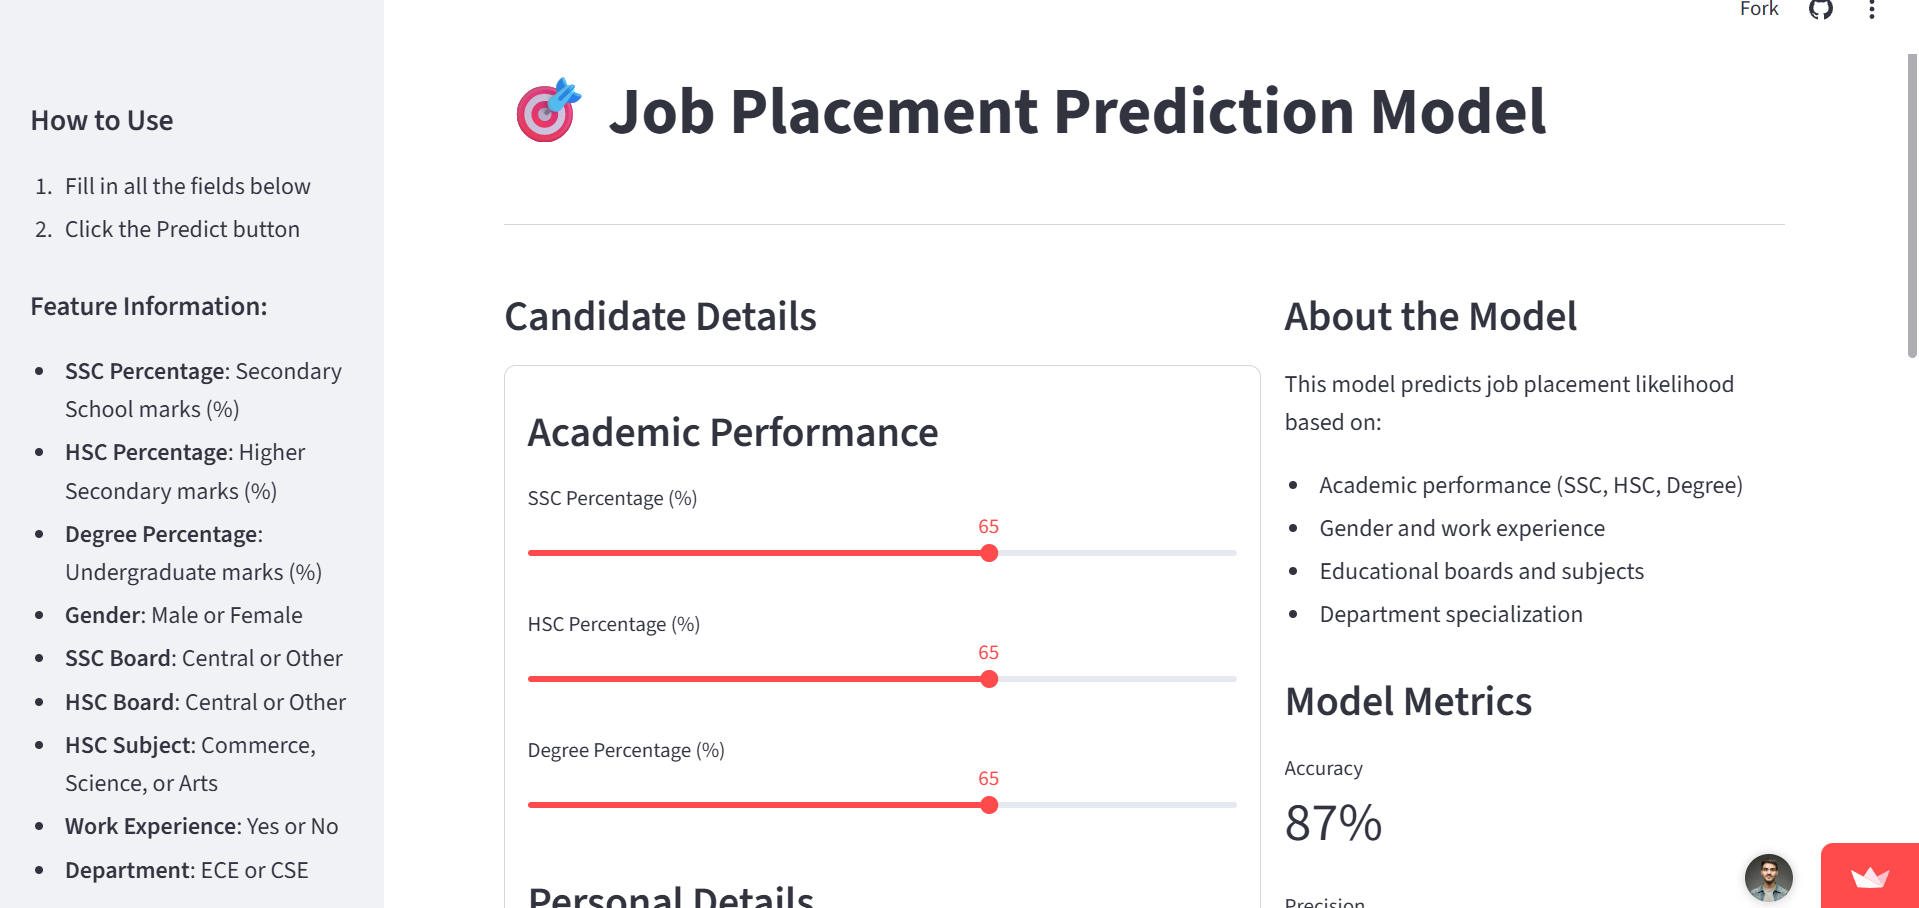 Fork
How to Use
1. Fill in all the fields below
2. Click the Predict button
Feature Information:
SSC Percentage: Secondary
School marks (%)
HSC Percentage: Higher
Secondary marks (%)
Degree Percentage:
Undergraduate marks (%)
Gender: Male or Female
SSC Board: Central or Other
HSC Board: Central or Other
HSC Subject: Commerce,
Science, or Arts
Work Experience: Yes or No
Department: ECE or CSE
Job Placement Prediction Model
Candidate Details
Academic Performance
SSC Percentage (%)
65
HSC Percentage (%)
65
Degree Percentage (%)
65
Personal Details
About the Model
This model predicts job placement likelihood
based on:
Academic performance (SSC, HSC, Degree)
Gender and work experience
Educational boards and subjects
Department specialization
Model Metrics
Accuracy
87%
Precision